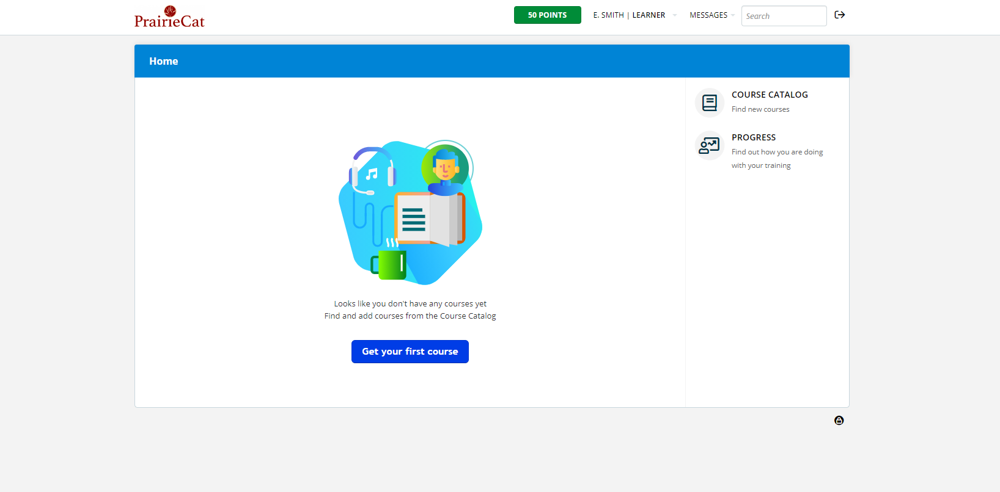 PrairieCat
50 POINTS
E. SMITH | LEARNER
MESSAGES
Search
Home
COURSE CATALOG
Find new courses
PROGRESS
Find out how you are doing
with your training
Looks like you don't have any courses yet
Find and add courses from the Course Catalog
Get your first course